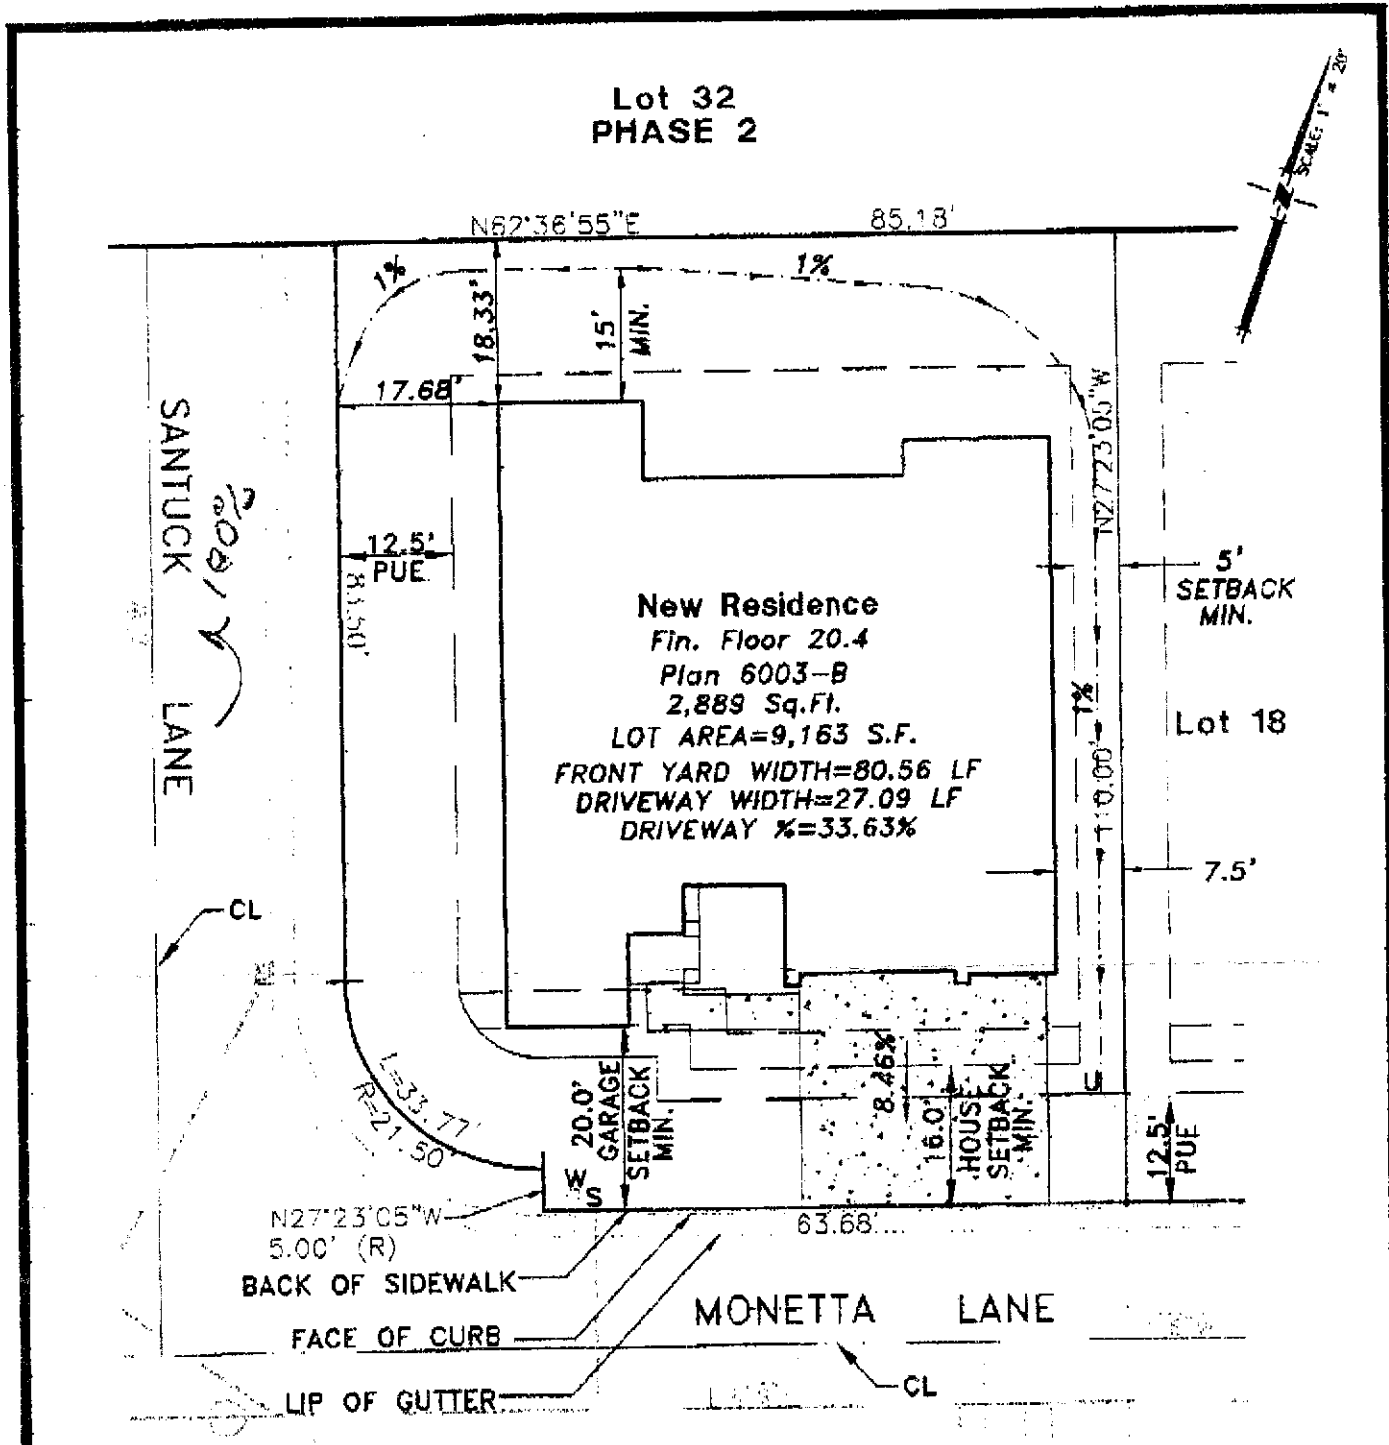 Lot 32
PHASE 2
SCALE: 1" = 20'
N62°36'55"E
85.18'
1%
1%
18.33'
15'
MIN.
17.68'
N27°23'05"W
SANTUCK LANE
12.5'
PUE
5'
SETBACK
MIN.
New Residence
Fin. Floor 20.4
Plan 6003-B
2,889 Sq.Ft.
LOT AREA=9,163 S.F.
FRONT YARD WIDTH=80.56 LF
DRIVEWAY WIDTH=27.09 LF
DRIVEWAY %=33.63%
1%
Lot 18
110.00'
7.5'
CL
L=33.77'
R=21.50'
20.0'
GARAGE
SETBACK
MIN.
8.46%
16.0'
HOUSE
SETBACK
MIN.
U
12.5'
PUE
W
S
N27°23'05"W
5.00' (R)
63.68'
BACK OF SIDEWALK
MONETTA LANE
FACE OF CURB
CL
LIP OF GUTTER